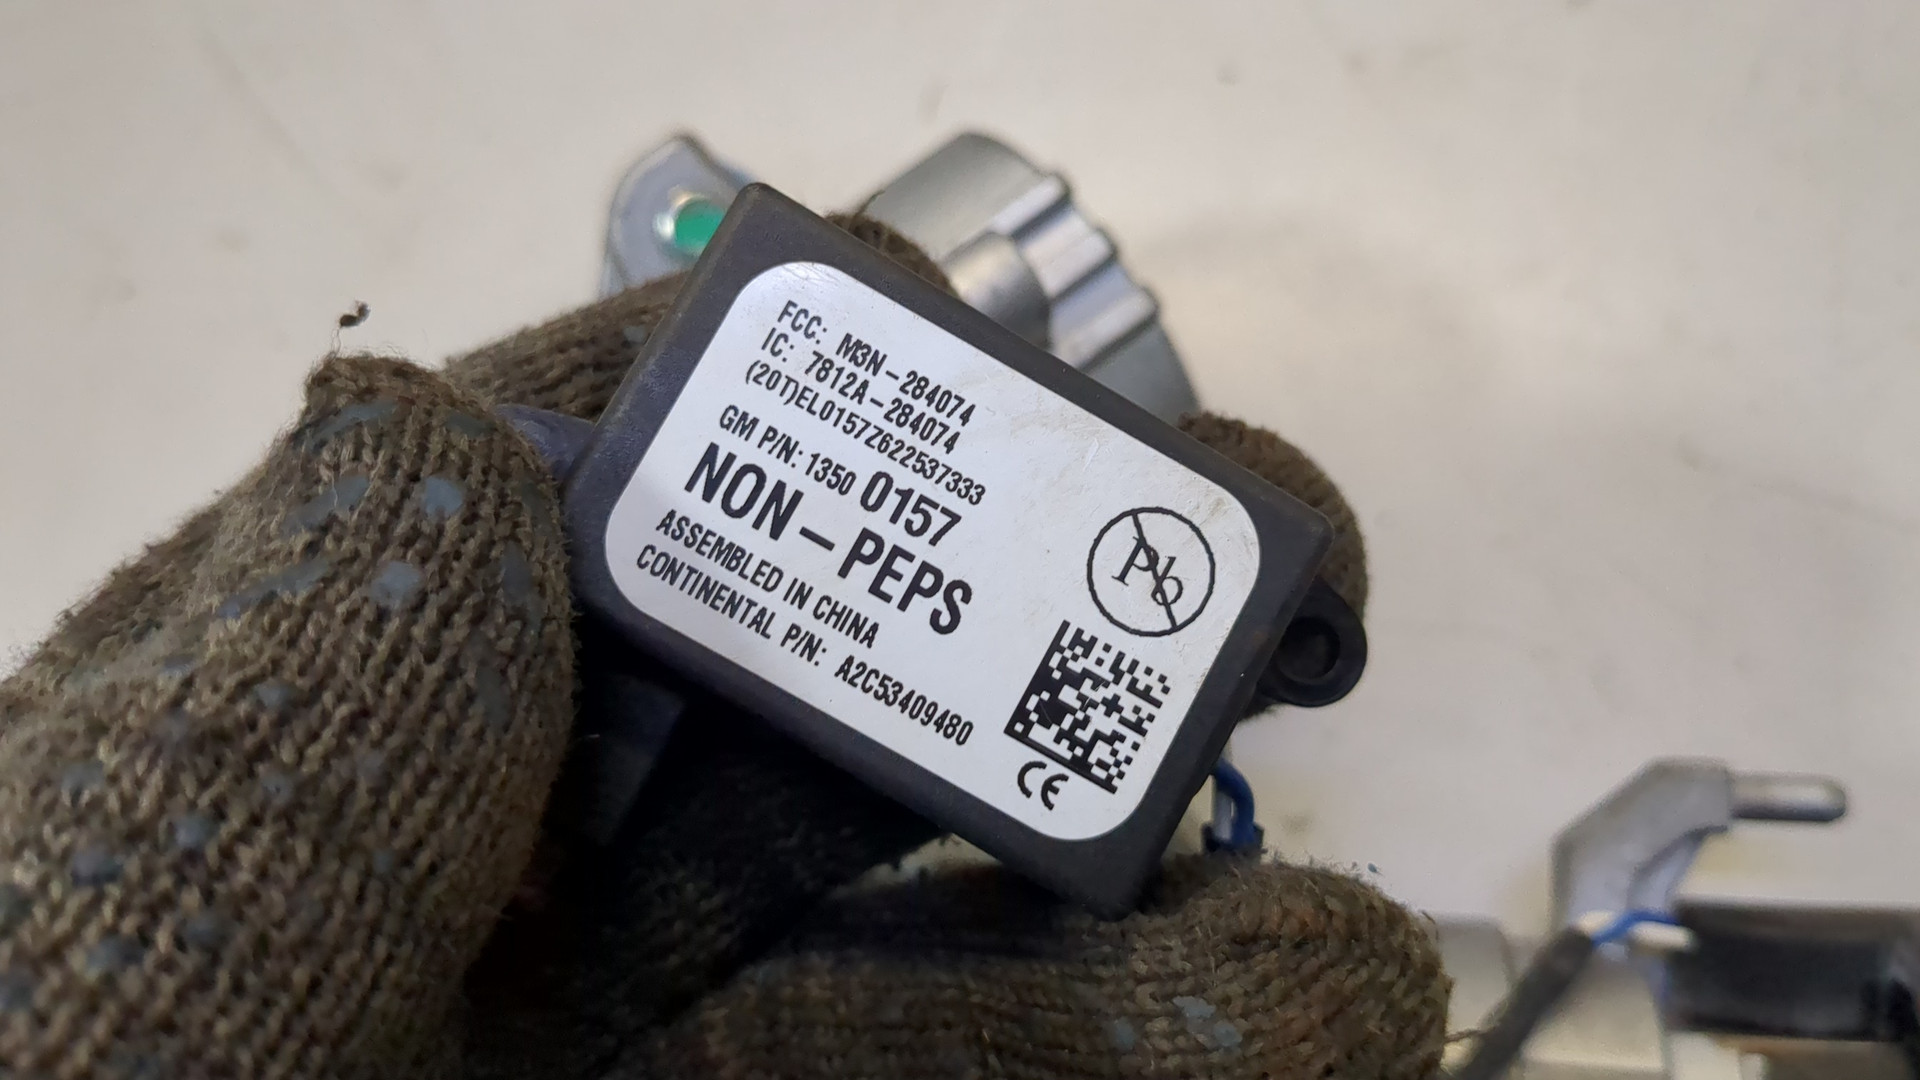 FCC: M3N-284074
IC: 7812A-284074
(20T)EL0157Z622537333
GM P/N: 1350 0157
NON-PEPS
ASSEMBLED IN CHINA
CONTINENTAL P/N: A2C53409480
Pb
CE